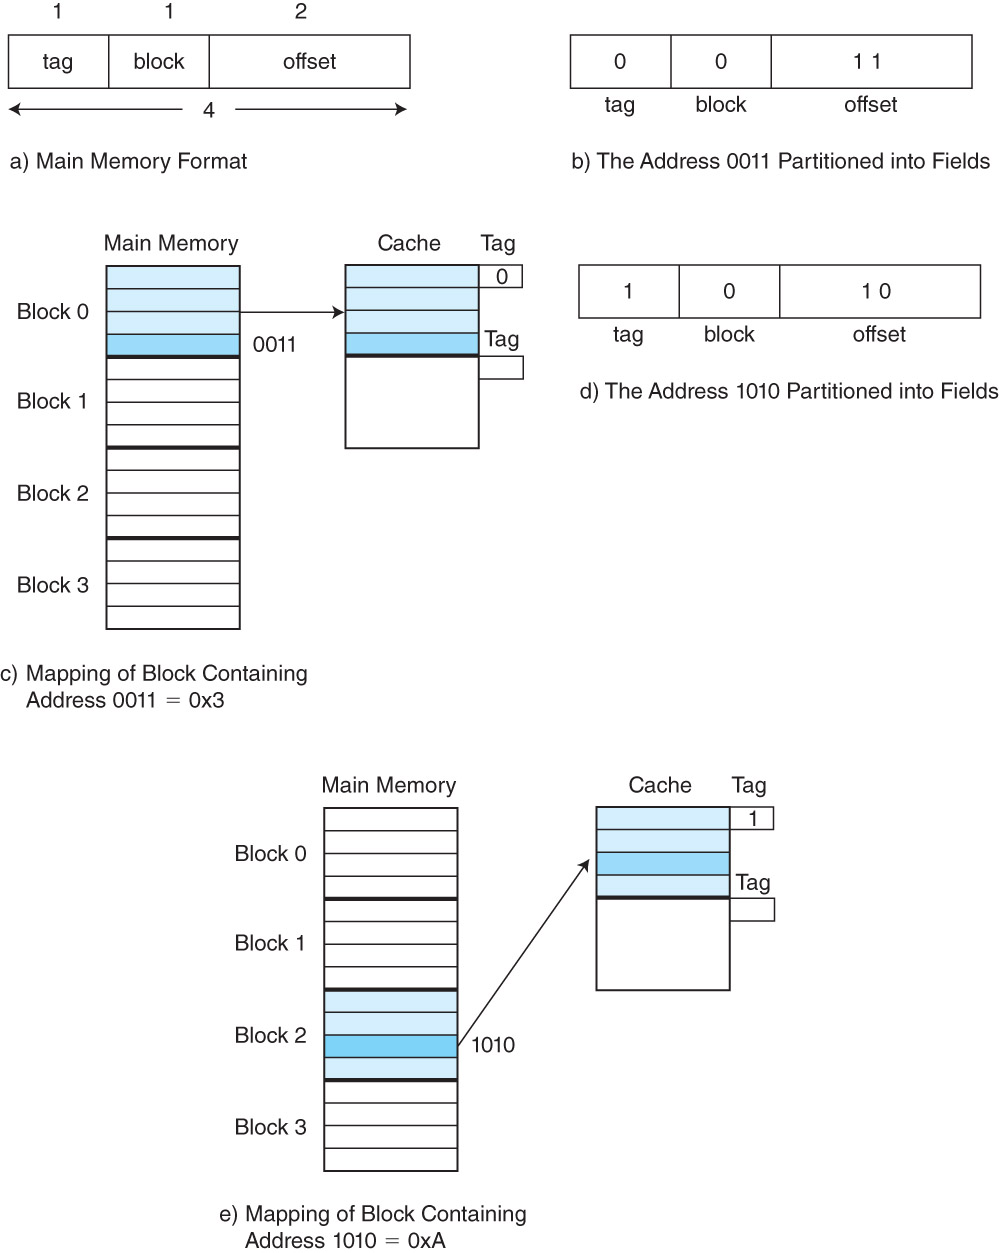 1 1 2
tag block offset
4
a) Main Memory Format
0 0 1 1
tag block offset
b) The Address 0011 Partitioned into Fields
Main Memory Cache Tag
0
Block 0
0011
Tag
Block 1
Block 2
Block 3
c) Mapping of Block Containing
Address 0011 = 0x3
1 0 1 0
tag block offset
d) The Address 1010 Partitioned into Fields
Main Memory Cache Tag
1
Block 0
Tag
Block 1
Block 2
1010
Block 3
e) Mapping of Block Containing
Address 1010 = 0xA